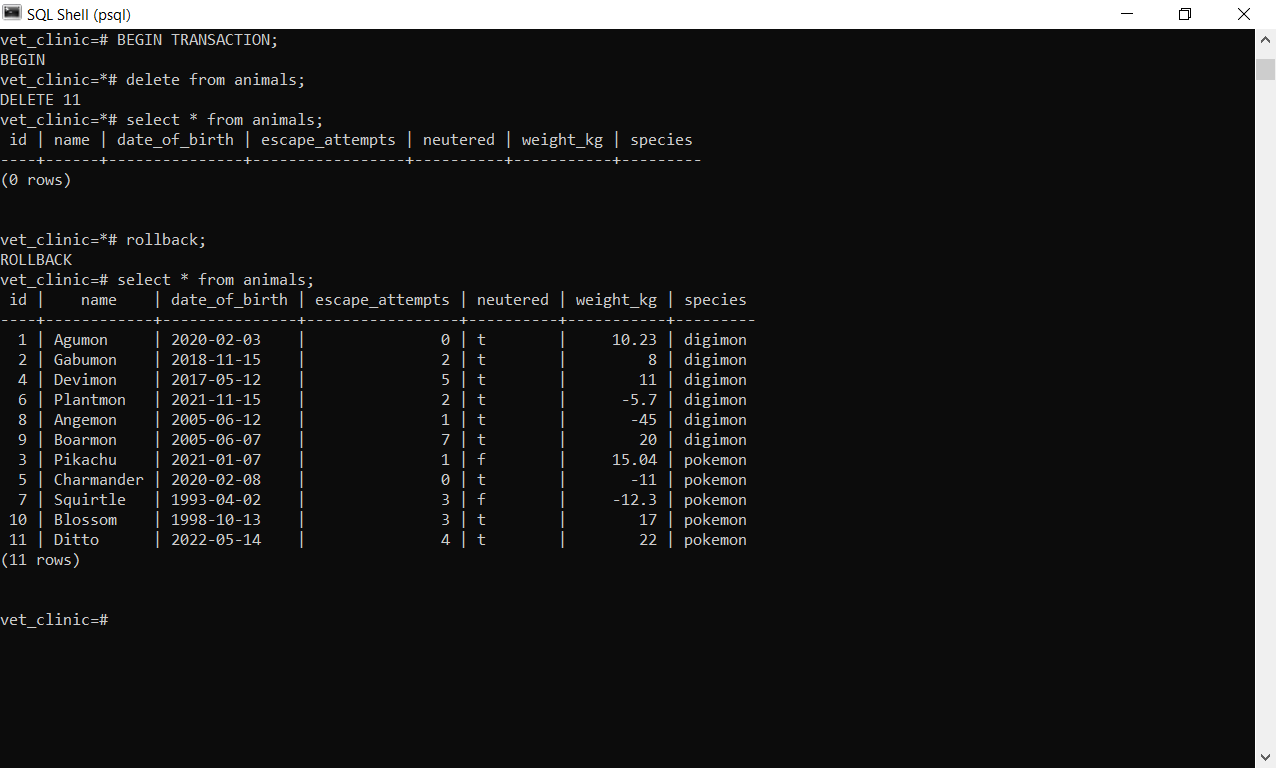 SQL Shell (psql)
vet_clinic=# BEGIN TRANSACTION;
BEGIN
vet_clinic=*# delete from animals;
DELETE 11
vet_clinic=*# select * from animals;
 id | name | date_of_birth | escape_attempts | neutered | weight_kg | species
----+------+---------------+-----------------+----------+-----------+---------
(0 rows)
vet_clinic=*# rollback;
ROLLBACK
vet_clinic=# select * from animals;
 id |    name    | date_of_birth | escape_attempts | neutered | weight_kg | species
----+------------+---------------+-----------------+----------+-----------+---------
  1 | Agumon     | 2020-02-03    |               0 | t        |     10.23 | digimon
  2 | Gabumon    | 2018-11-15    |               2 | t        |         8 | digimon
  4 | Devimon    | 2017-05-12    |               5 | t        |        11 | digimon
  6 | Plantmon   | 2021-11-15    |               2 | t        |      -5.7 | digimon
  8 | Angemon    | 2005-06-12    |               1 | t        |       -45 | digimon
  9 | Boarmon    | 2005-06-07    |               7 | t        |        20 | digimon
  3 | Pikachu    | 2021-01-07    |               1 | f        |     15.04 | pokemon
  5 | Charmander | 2020-02-08    |               0 | t        |       -11 | pokemon
  7 | Squirtle   | 1993-04-02    |               3 | f        |     -12.3 | pokemon
 10 | Blossom    | 1998-10-13    |               3 | t        |        17 | pokemon
 11 | Ditto      | 2022-05-14    |               4 | t        |        22 | pokemon
(11 rows)
vet_clinic=#